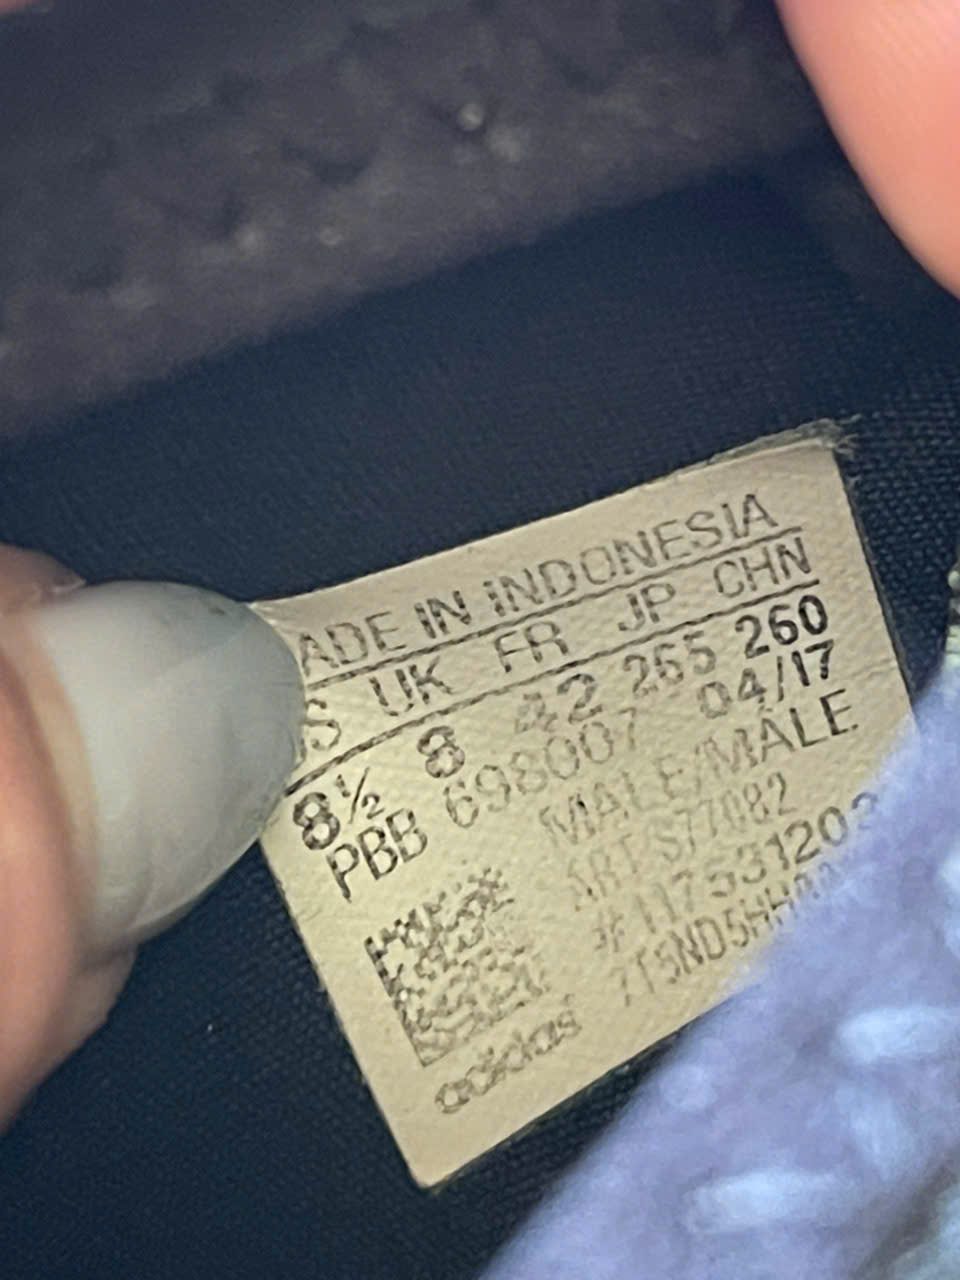 ADE IN INDONESIA
S UK FR JP CHN
8½ 8 42 265 260
PBB 698007 04/17
MALE/MÂLE
ART S77082
#117531203
adidas